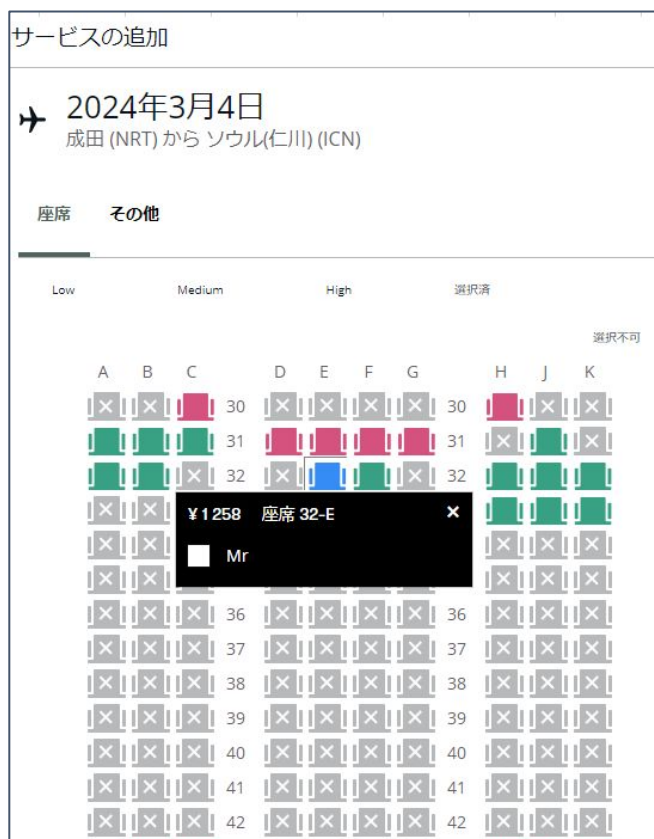 サービスの追加
2024年3月4日
成田 (NRT) から ソウル(仁川) (ICN)
座席 その他
Low Medium High 選択済
選択不可
A B C D E F G H J K
30 30
31 31
32 32
¥1258 座席 32-E ×
Mr
36 36
37 37
38 38
39 39
40 40
41 41
42 42